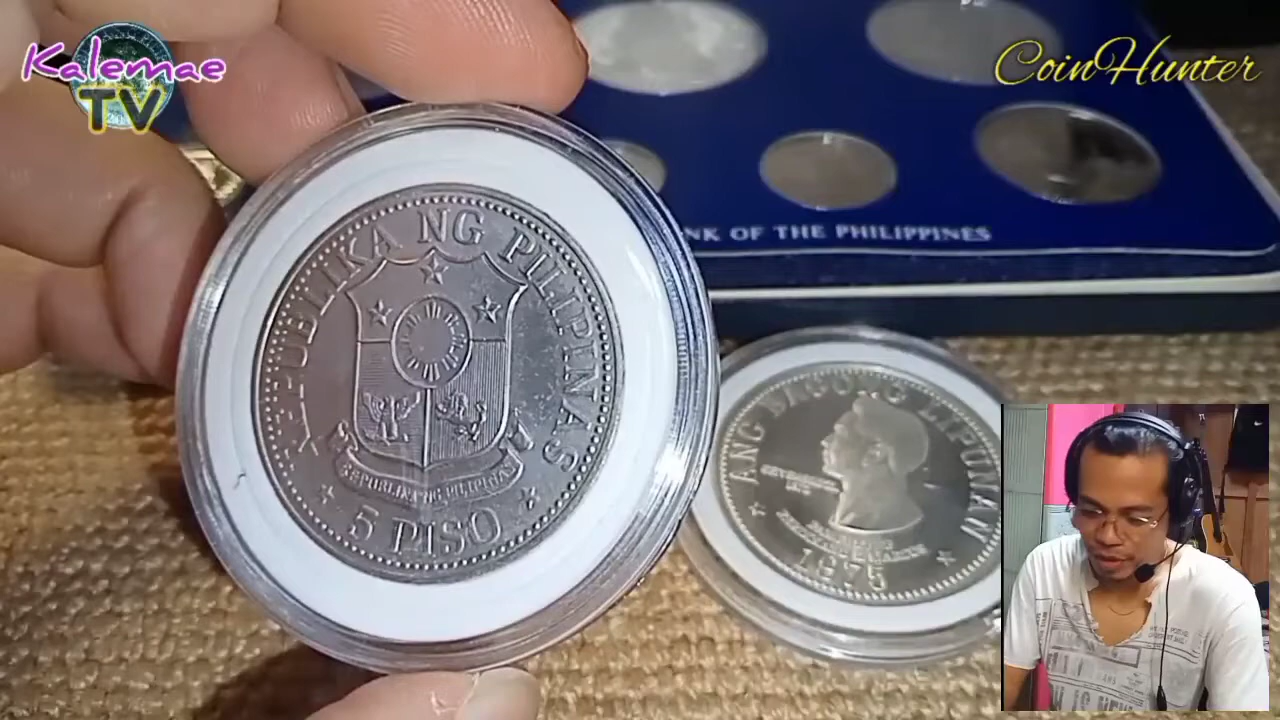 Kalemae
TV
CoinHunter
NK OF THE PHILIPPINES
REPUBLIKA NG PILIPINAS
REPUBLIKA NG PILIPINAS
5 PISO
ANG BAGONG LIPUNAN
1975